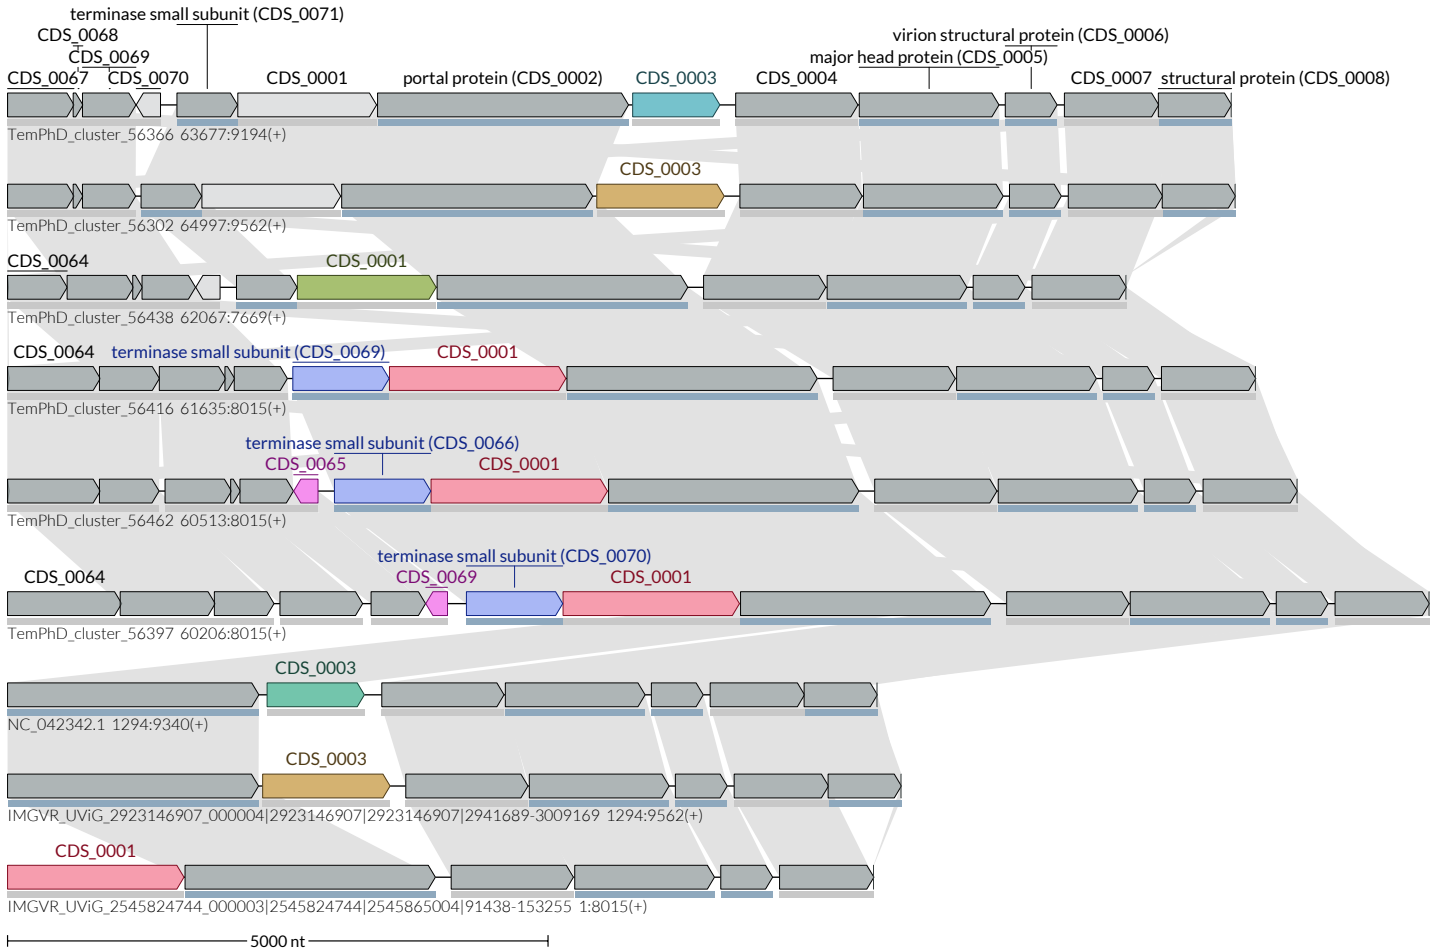 terminase small subunit (CDS_0071)
CDS_0068
virion structural protein (CDS_0006)
CDS_0069
major head protein (CDS_0005)
CDS_0067 CDS_0070 CDS_0001 portal protein (CDS_0002) CDS_0003 CDS_0004 CDS_0007 structural protein (CDS_0008)
TemPhD_cluster_56366 63677:9194(+)
CDS_0003
TemPhD_cluster_56302 64997:9562(+)
CDS_0064 CDS_0001
TemPhD_cluster_56438 62067:7669(+)
CDS_0064 terminase small subunit (CDS_0069) CDS_0001
TemPhD_cluster_56416 61635:8015(+)
terminase small subunit (CDS_0066)
CDS_0065 CDS_0001
TemPhD_cluster_56462 60513:8015(+)
terminase small subunit (CDS_0070)
CDS_0064 CDS_0069 CDS_0001
TemPhD_cluster_56397 60206:8015(+)
CDS_0003
NC_042342.1 1294:9340(+)
CDS_0003
IMGVR_UViG_2923146907_000004|2923146907|2923146907|2941689-3009169 1294:9562(+)
CDS_0001
IMGVR_UViG_2545824744_000003|2545824744|2545865004|91438-153255 1:8015(+)
5000 nt